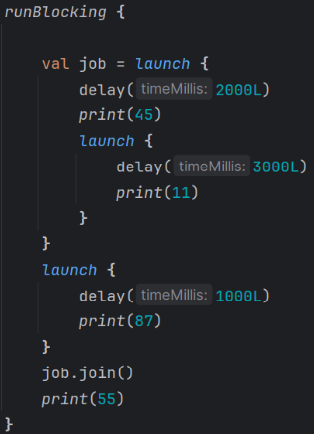 runBlocking {
val job = launch {
delay( timeMillis: 2000L)
print(45)
launch {
delay( timeMillis: 3000L)
print(11)
}
}
launch {
delay( timeMillis: 1000L)
print(87)
}
job.join()
print(55)
}